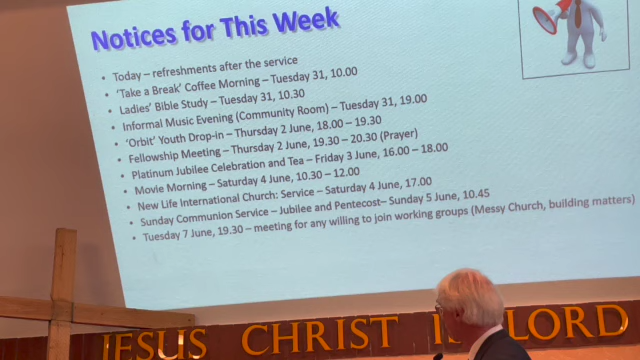 Notices for This Week
• Today – refreshments after the service
• 'Take a Break' Coffee Morning – Tuesday 31, 10.00
• Ladies' Bible Study – Tuesday 31, 10.30
• Informal Music Evening (Community Room) – Tuesday 31, 19.00
• 'Orbit' Youth Drop-in – Thursday 2 June, 18.00 – 19.30
• Fellowship Meeting – Thursday 2 June, 19.30 – 20.30 (Prayer)
• Platinum Jubilee Celebration and Tea – Friday 3 June, 16.00 – 18.00
• Movie Morning – Saturday 4 June, 10.30 – 12.00
• New Life International Church: Service – Saturday 4 June, 17.00
• Sunday Communion Service – Jubilee and Pentecost– Sunday 5 June, 10.45
• Tuesday 7 June, 19.30 – meeting for any willing to join working groups (Messy Church, building matters)
JESUS CHRIST IS LORD